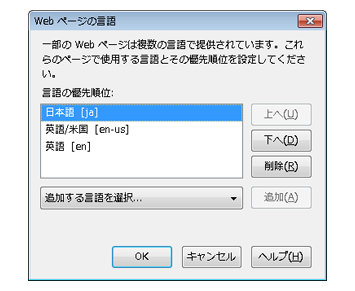 Web ページの言語
一部の Web ページは複数の言語で提供されています。これ
らのページで使用する言語とその優先順位を設定してくださ
い。
言語の優先順位:
日本語 [ja]
英語/米国 [en-us]
英語 [en]
上へ(U)
下へ(D)
削除(R)
追加する言語を選択...
追加(A)
OK
キャンセル
ヘルプ(H)